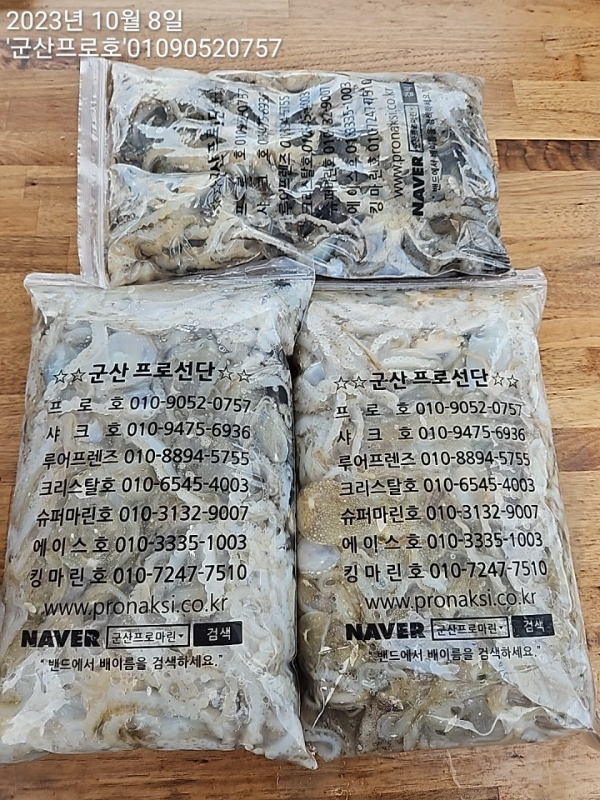 2023년 10월 8일
'군산프로호'01090520757
www.pronaksi.co.kr
NAVER
☆☆군산 프로선단☆☆
프 로 호 010-9052-0757
샤 크 호 010-9475-6936
루어프렌즈 010-8894-5755
크리스탈호 010-6545-4003
슈퍼마린호 010-3132-9007
에 이 스 호 010-3335-1003
킹 마 린 호 010-7247-7510
www.pronaksi.co.kr
NAVER 군산프로마린 검색
"밴드에서 배이름을 검색하세요."
☆☆군산 프로선단☆☆
프 로 호 010-9052-0757
샤 크 호 010-9475-6936
루어프렌즈 010-8894-5755
크리스탈호 010-6545-4003
슈퍼마린호 010-3132-9007
에 이 스 호 010-3335-1003
킹 마 린 호 010-7247-7510
www.pronaksi.co.kr
NAVER 군산프로마린 검색
"밴드에서 배이름을 검색하세요."